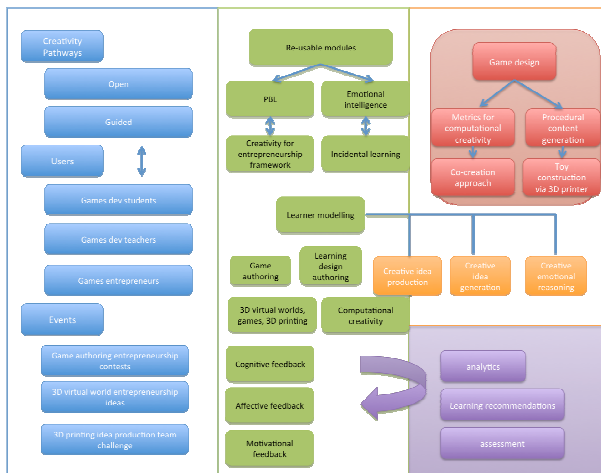 Creativity
Pathways
Open
Guided
Users
Games dev students
Games dev teachers
Games entrepreneurs
Events
Game authoring entrepreneurship
contests
3D virtual world entrepreneurship
ideas
3D printing idea production team
challenge
Re-usable modules
PBL
Emotional
intelligence
Creativity for
entrepreneurship
framework
Incidental learning
Learner modelling
Game
authoring
Learning
design
authoring
3D virtual worlds,
games, 3D printing
Computational
creativity
Cognitive feedback
Affective feedback
Motivational
feedback
Game design
Metrics for
computational
creativity
Procedural
content
generation
Co-creation
approach
Toy
construction
via 3D printer
Creative idea
production
Creative
idea
generation
Creative
emotional
reasoning
analytics
Learning recommendations
assessment